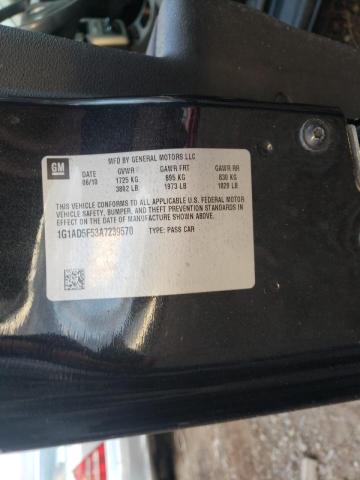 GM
MFD BY GENERAL MOTORS LLC
DATE GVWR GAWR FRT GAWR RR
06/10 1725 KG 895 KG 830 KG
3802 LB 1973 LB 1829 LB
THIS VEHICLE CONFORMS TO ALL APPLICABLE U.S. FEDERAL MOTOR
VEHICLE SAFETY, BUMPER, AND THEFT PREVENTION STANDARDS IN
EFFECT ON THE DATE OF MANUFACTURE SHOWN ABOVE.
1G1AD5F53A7239570 TYPE: PASS CAR